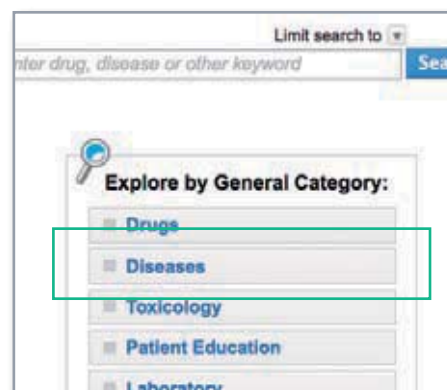 Limit search to
nter drug, disease or other keyword
Sea
Explore by General Category:
Drugs
Diseases
Toxicology
Patient Education
Laboratory